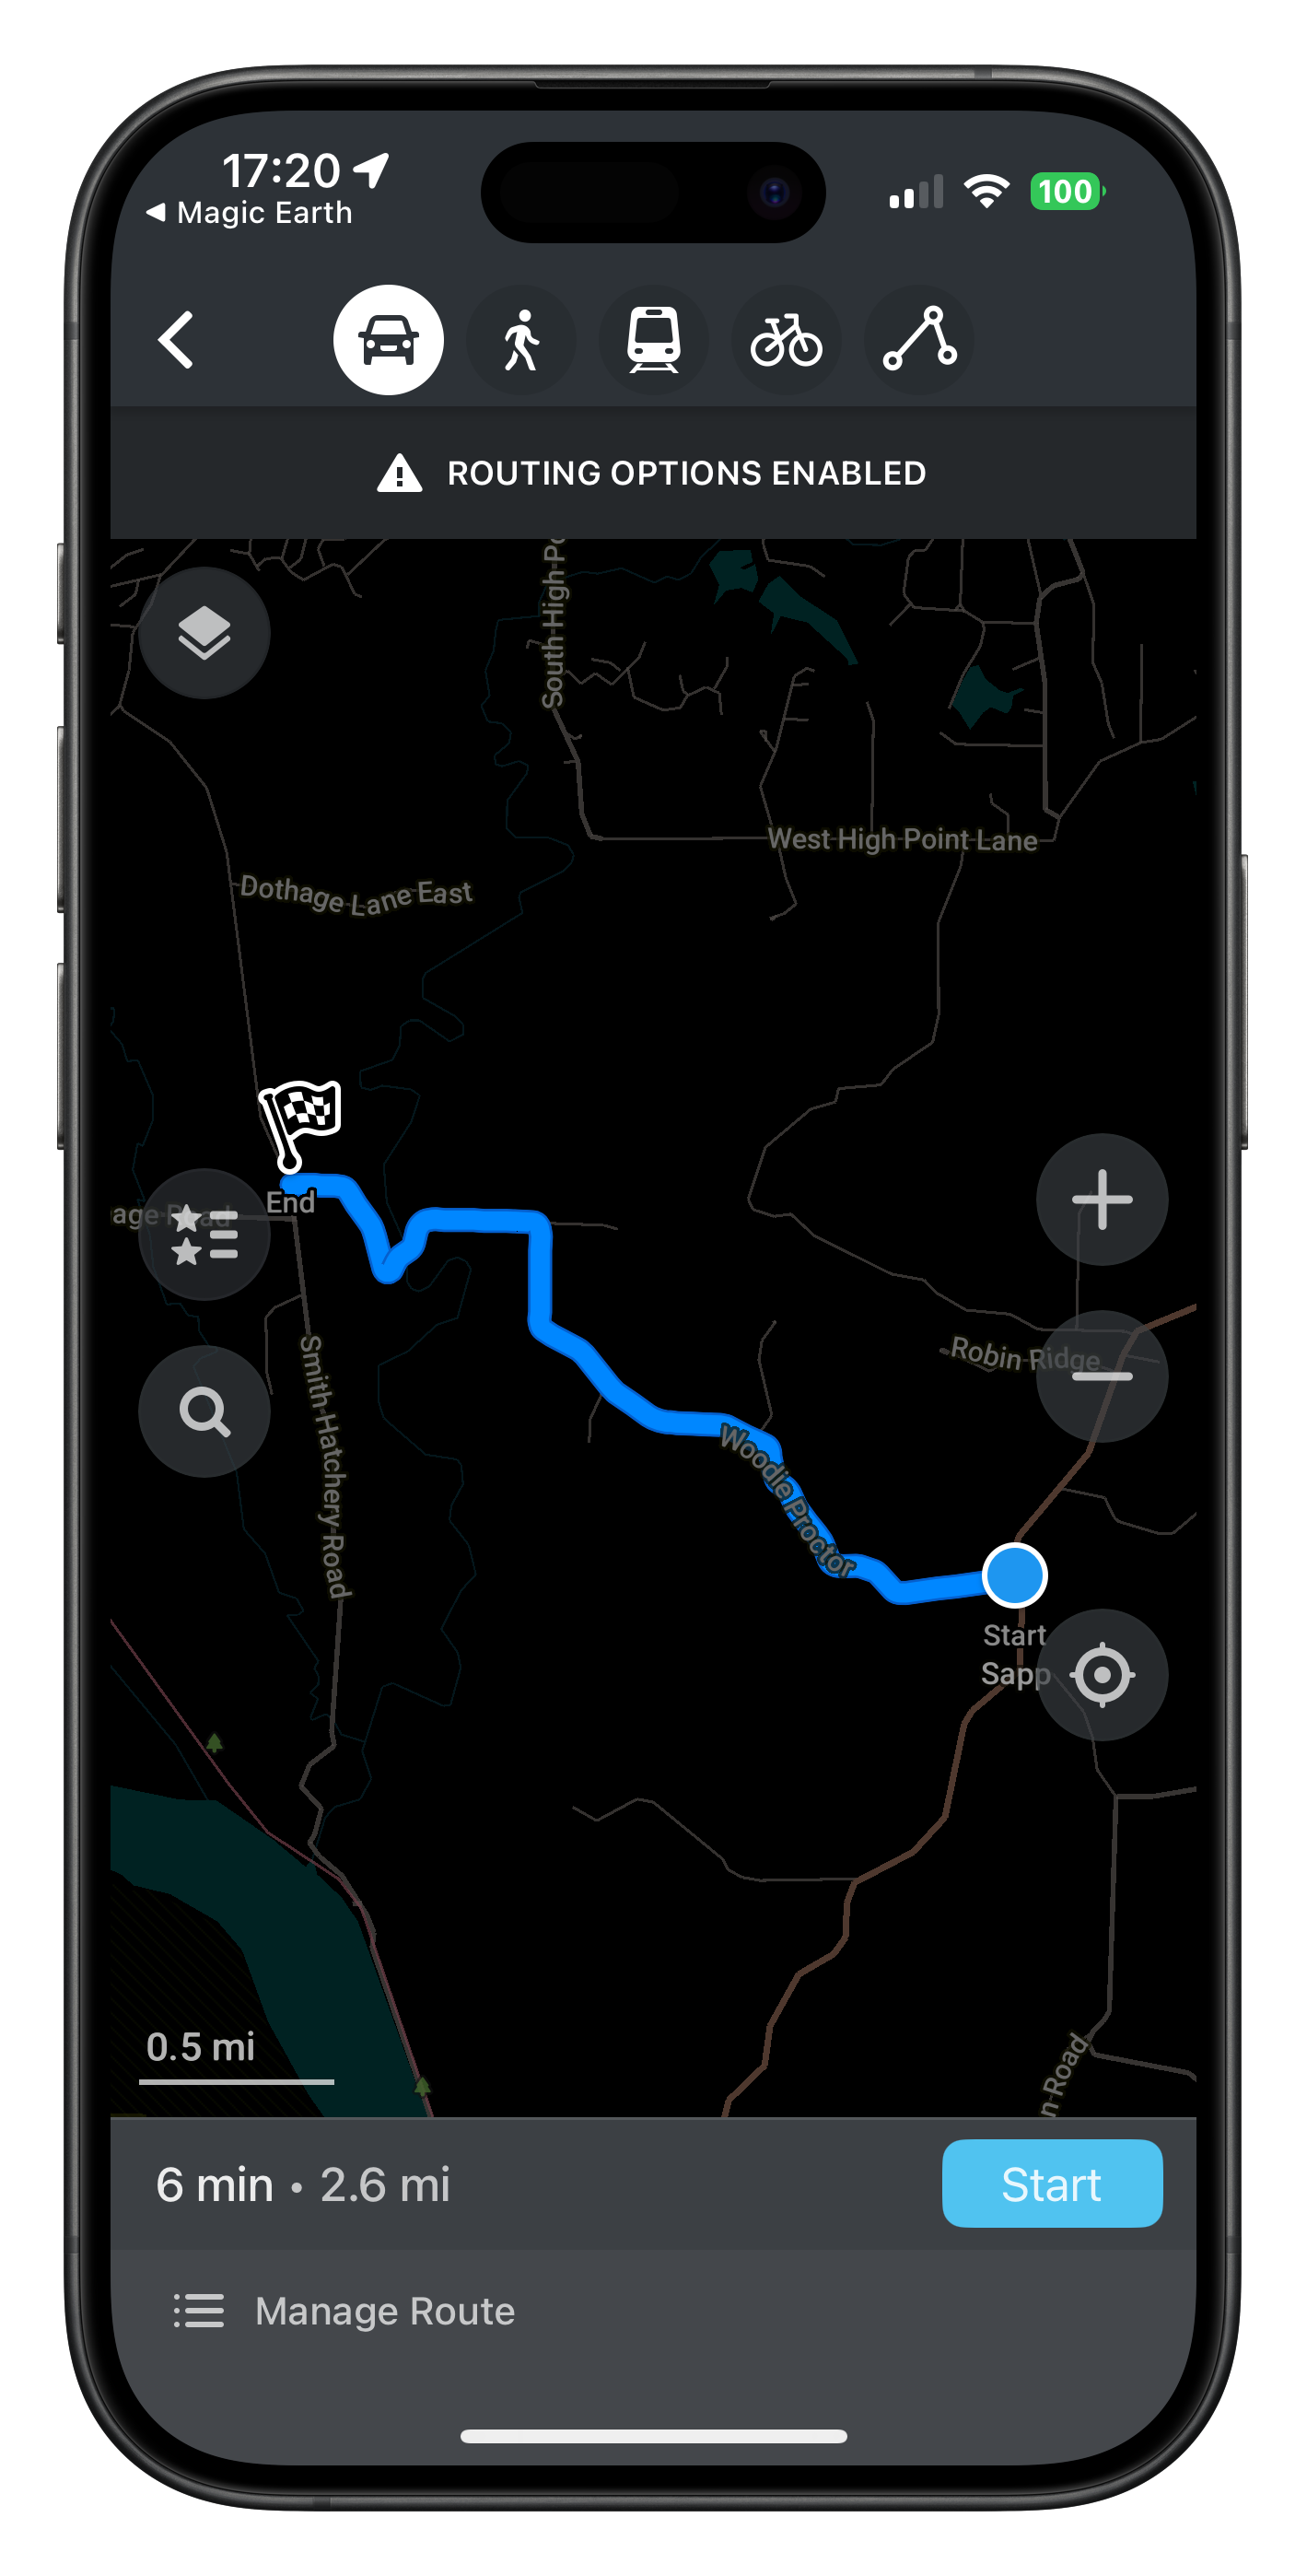 17:20
Magic Earth
100
ROUTING OPTIONS ENABLED
South High Po
West High Point Lane
Dothage Lane East
End
age Road
Robin Ridge
Smith Hatchery Road
Woodie Proctor
Start
Sapp
0.5 mi
n Road
6 min • 2.6 mi
Start
Manage Route